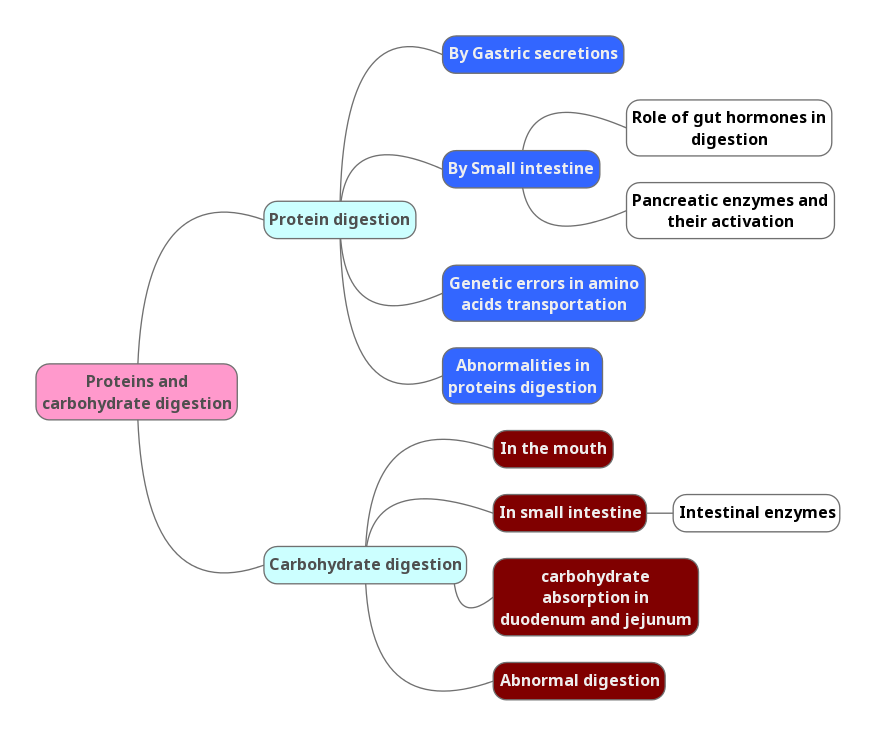 By Gastric secretions
Role of gut hormones in
digestion
By Small intestine
Pancreatic enzymes and
their activation
Protein digestion
Genetic errors in amino
acids transportation
Abnormalities in
proteins digestion
Proteins and
carbohydrate digestion
In the mouth
In small intestine
Intestinal enzymes
Carbohydrate digestion
carbohydrate
absorption in
duodenum and jejunum
Abnormal digestion